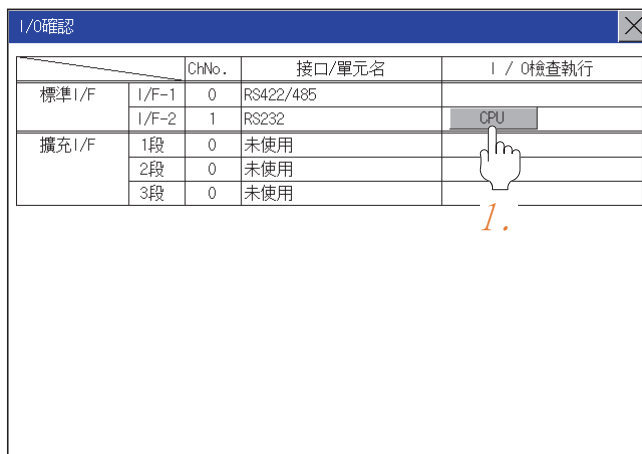 I/O確認
ChNo. 接口/單元名 I / O檢查執行
標準I/F I/F-1 0 RS422/485
I/F-2 1 RS232 CPU
擴充I/F 1段 0 未使用
2段 0 未使用
3段 0 未使用
1.